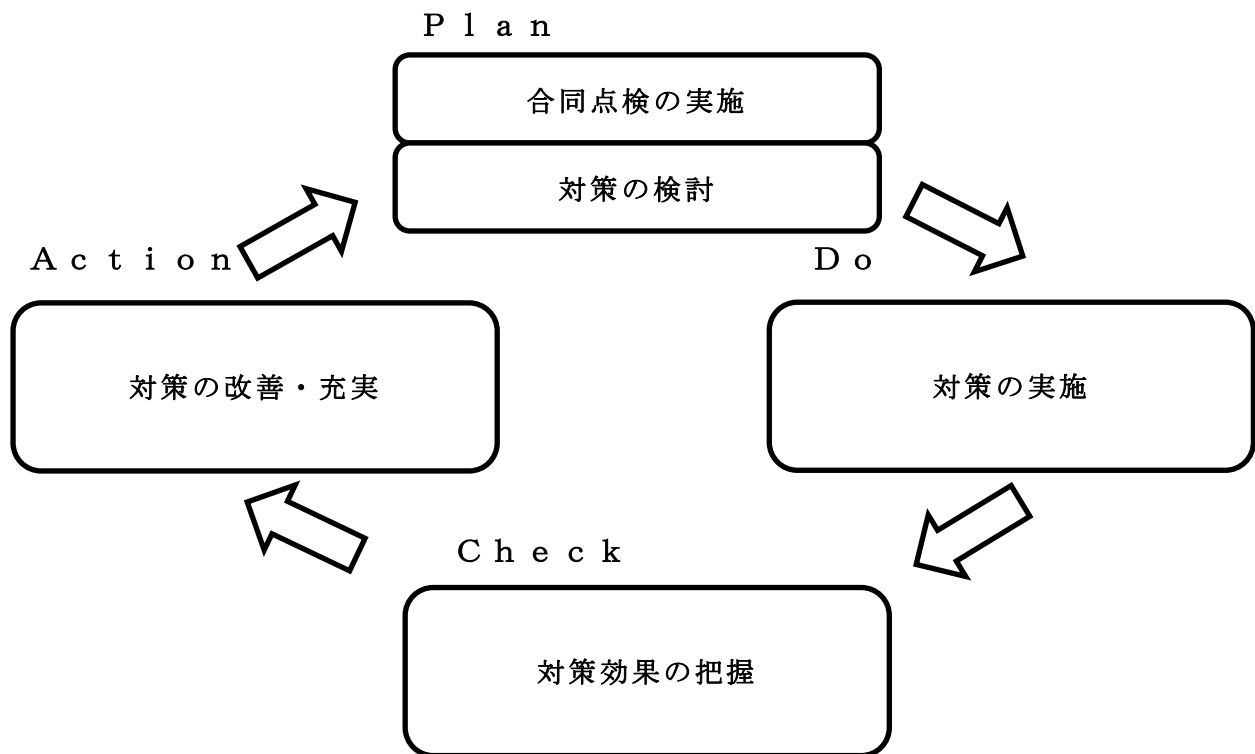 Ｐｌａｎ
合同点検の実施
対策の検討
Ａｃｔｉｏｎ
Ｄｏ
対策の改善・充実
対策の実施
Ｃｈｅｃｋ
対策効果の把握